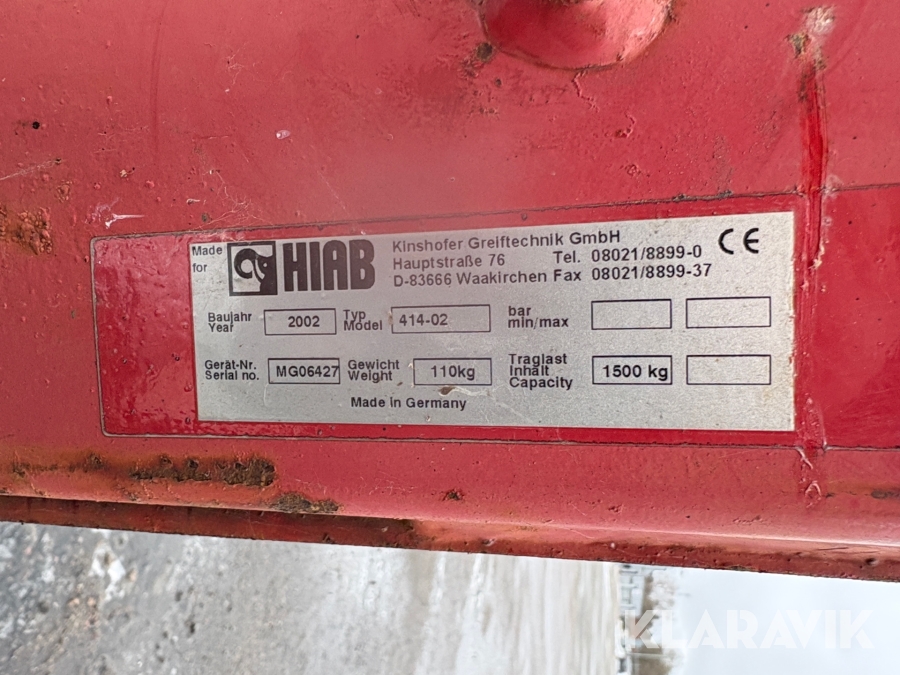 Made for HIAB
Kinshofer Greiftechnik GmbH
Hauptstraße 76 Tel. 08021/8899-0
D-83666 Waakirchen Fax 08021/8899-37
CE
Baujahr Year 2002 Typ Model 414-02 bar min/max
Gerät-Nr. Serial no. MG06427 Gewicht Weight 110kg Traglast Inhalt Capacity 1500 kg
Made in Germany
KLARAVIK